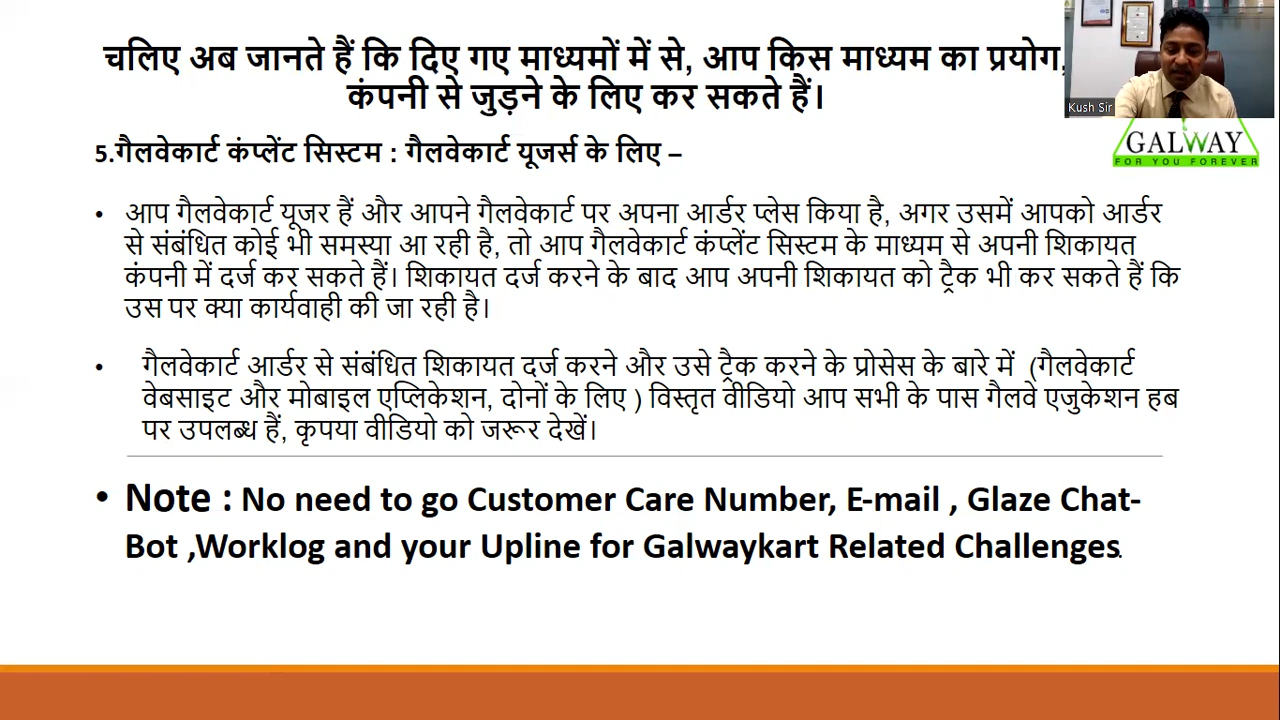 चलिए अब जानते हैं कि दिए गए माध्यमों में से, आप किस माध्यम का प्रयोग,
कंपनी से जुड़ने के लिए कर सकते हैं।
Kush Sir
GALWAY
FOR YOU FOREVER
5.गैलवेकार्ट कंप्लेंट सिस्टम : गैलवेकार्ट यूजर्स के लिए –
• आप गैलवेकार्ट यूजर हैं और आपने गैलवेकार्ट पर अपना आर्डर प्लेस किया है, अगर उसमें आपको आर्डर
से संबंधित कोई भी समस्या आ रही है, तो आप गैलवेकार्ट कंप्लेंट सिस्टम के माध्यम से अपनी शिकायत
कंपनी में दर्ज कर सकते हैं। शिकायत दर्ज करने के बाद आप अपनी शिकायत को ट्रैक भी कर सकते हैं कि
उस पर क्या कार्यवाही की जा रही है।
• गैलवेकार्ट आर्डर से संबंधित शिकायत दर्ज करने और उसे ट्रैक करने के प्रोसेस के बारे में (गैलवेकार्ट
वेबसाइट और मोबाइल एप्लिकेशन, दोनों के लिए ) विस्तृत वीडियो आप सभी के पास गैलवे एजुकेशन हब
पर उपलब्ध हैं, कृपया वीडियो को जरूर देखें।
• Note : No need to go Customer Care Number, E-mail , Glaze Chat-
Bot ,Worklog and your Upline for Galwaykart Related Challenges.